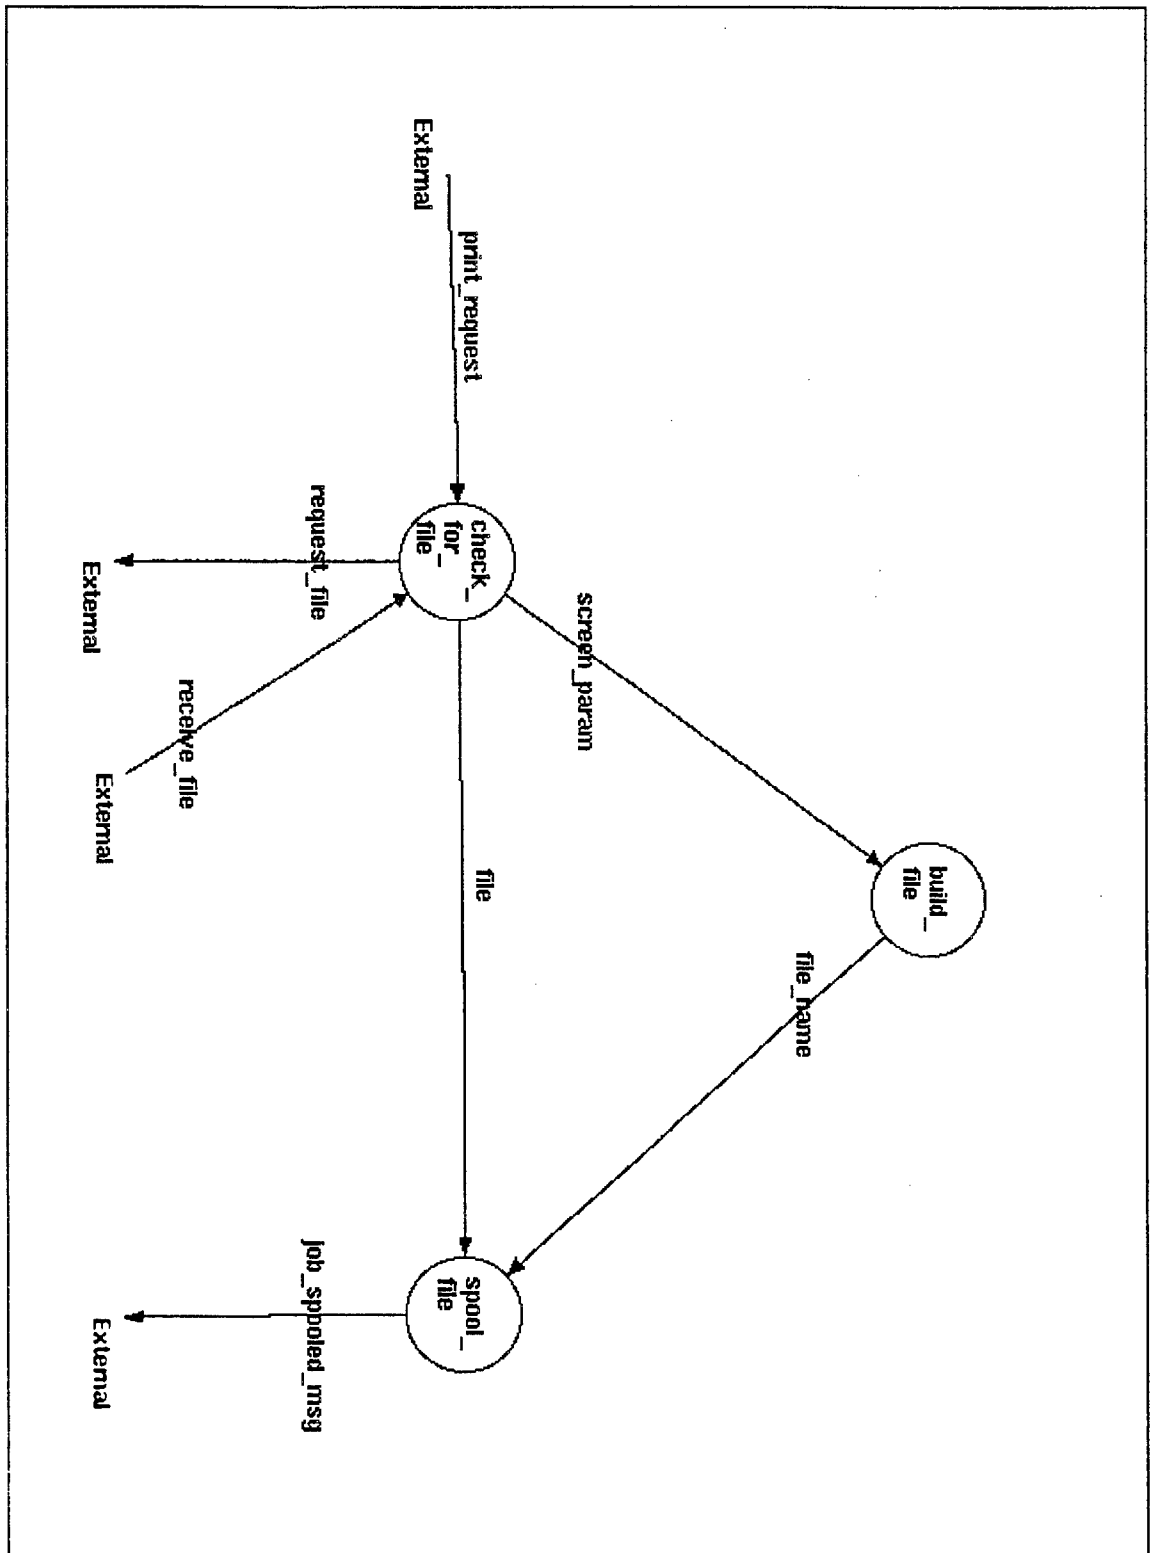 build_
file
screen_param
file_name
External
print_request
check_
for_
file
file
spool_
file
request_file
receive_file
job_spooled_msg
External
External
External